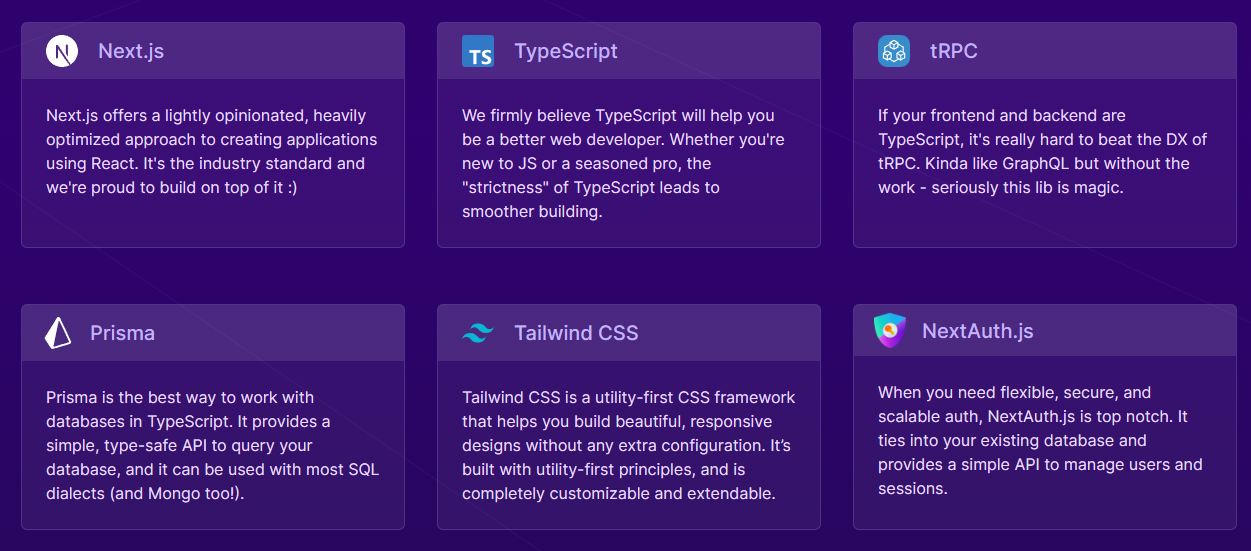 Next.js
Next.js offers a lightly opinionated, heavily
optimized approach to creating applications
using React. It's the industry standard and
we're proud to build on top of it :)
TS
TypeScript
We firmly believe TypeScript will help you
be a better web developer. Whether you're
new to JS or a seasoned pro, the
"strictness" of TypeScript leads to
smoother building.
tRPC
If your frontend and backend are
TypeScript, it's really hard to beat the DX of
tRPC. Kinda like GraphQL but without the
work - seriously this lib is magic.
Prisma
Prisma is the best way to work with
databases in TypeScript. It provides a
simple, type-safe API to query your
database, and it can be used with most SQL
dialects (and Mongo too!).
Tailwind CSS
Tailwind CSS is a utility-first CSS framework
that helps you build beautiful, responsive
designs without any extra configuration. It’s
built with utility-first principles, and is
completely customizable and extendable.
NextAuth.js
When you need flexible, secure, and
scalable auth, NextAuth.js is top notch. It
ties into your existing database and
provides a simple API to manage users and
sessions.